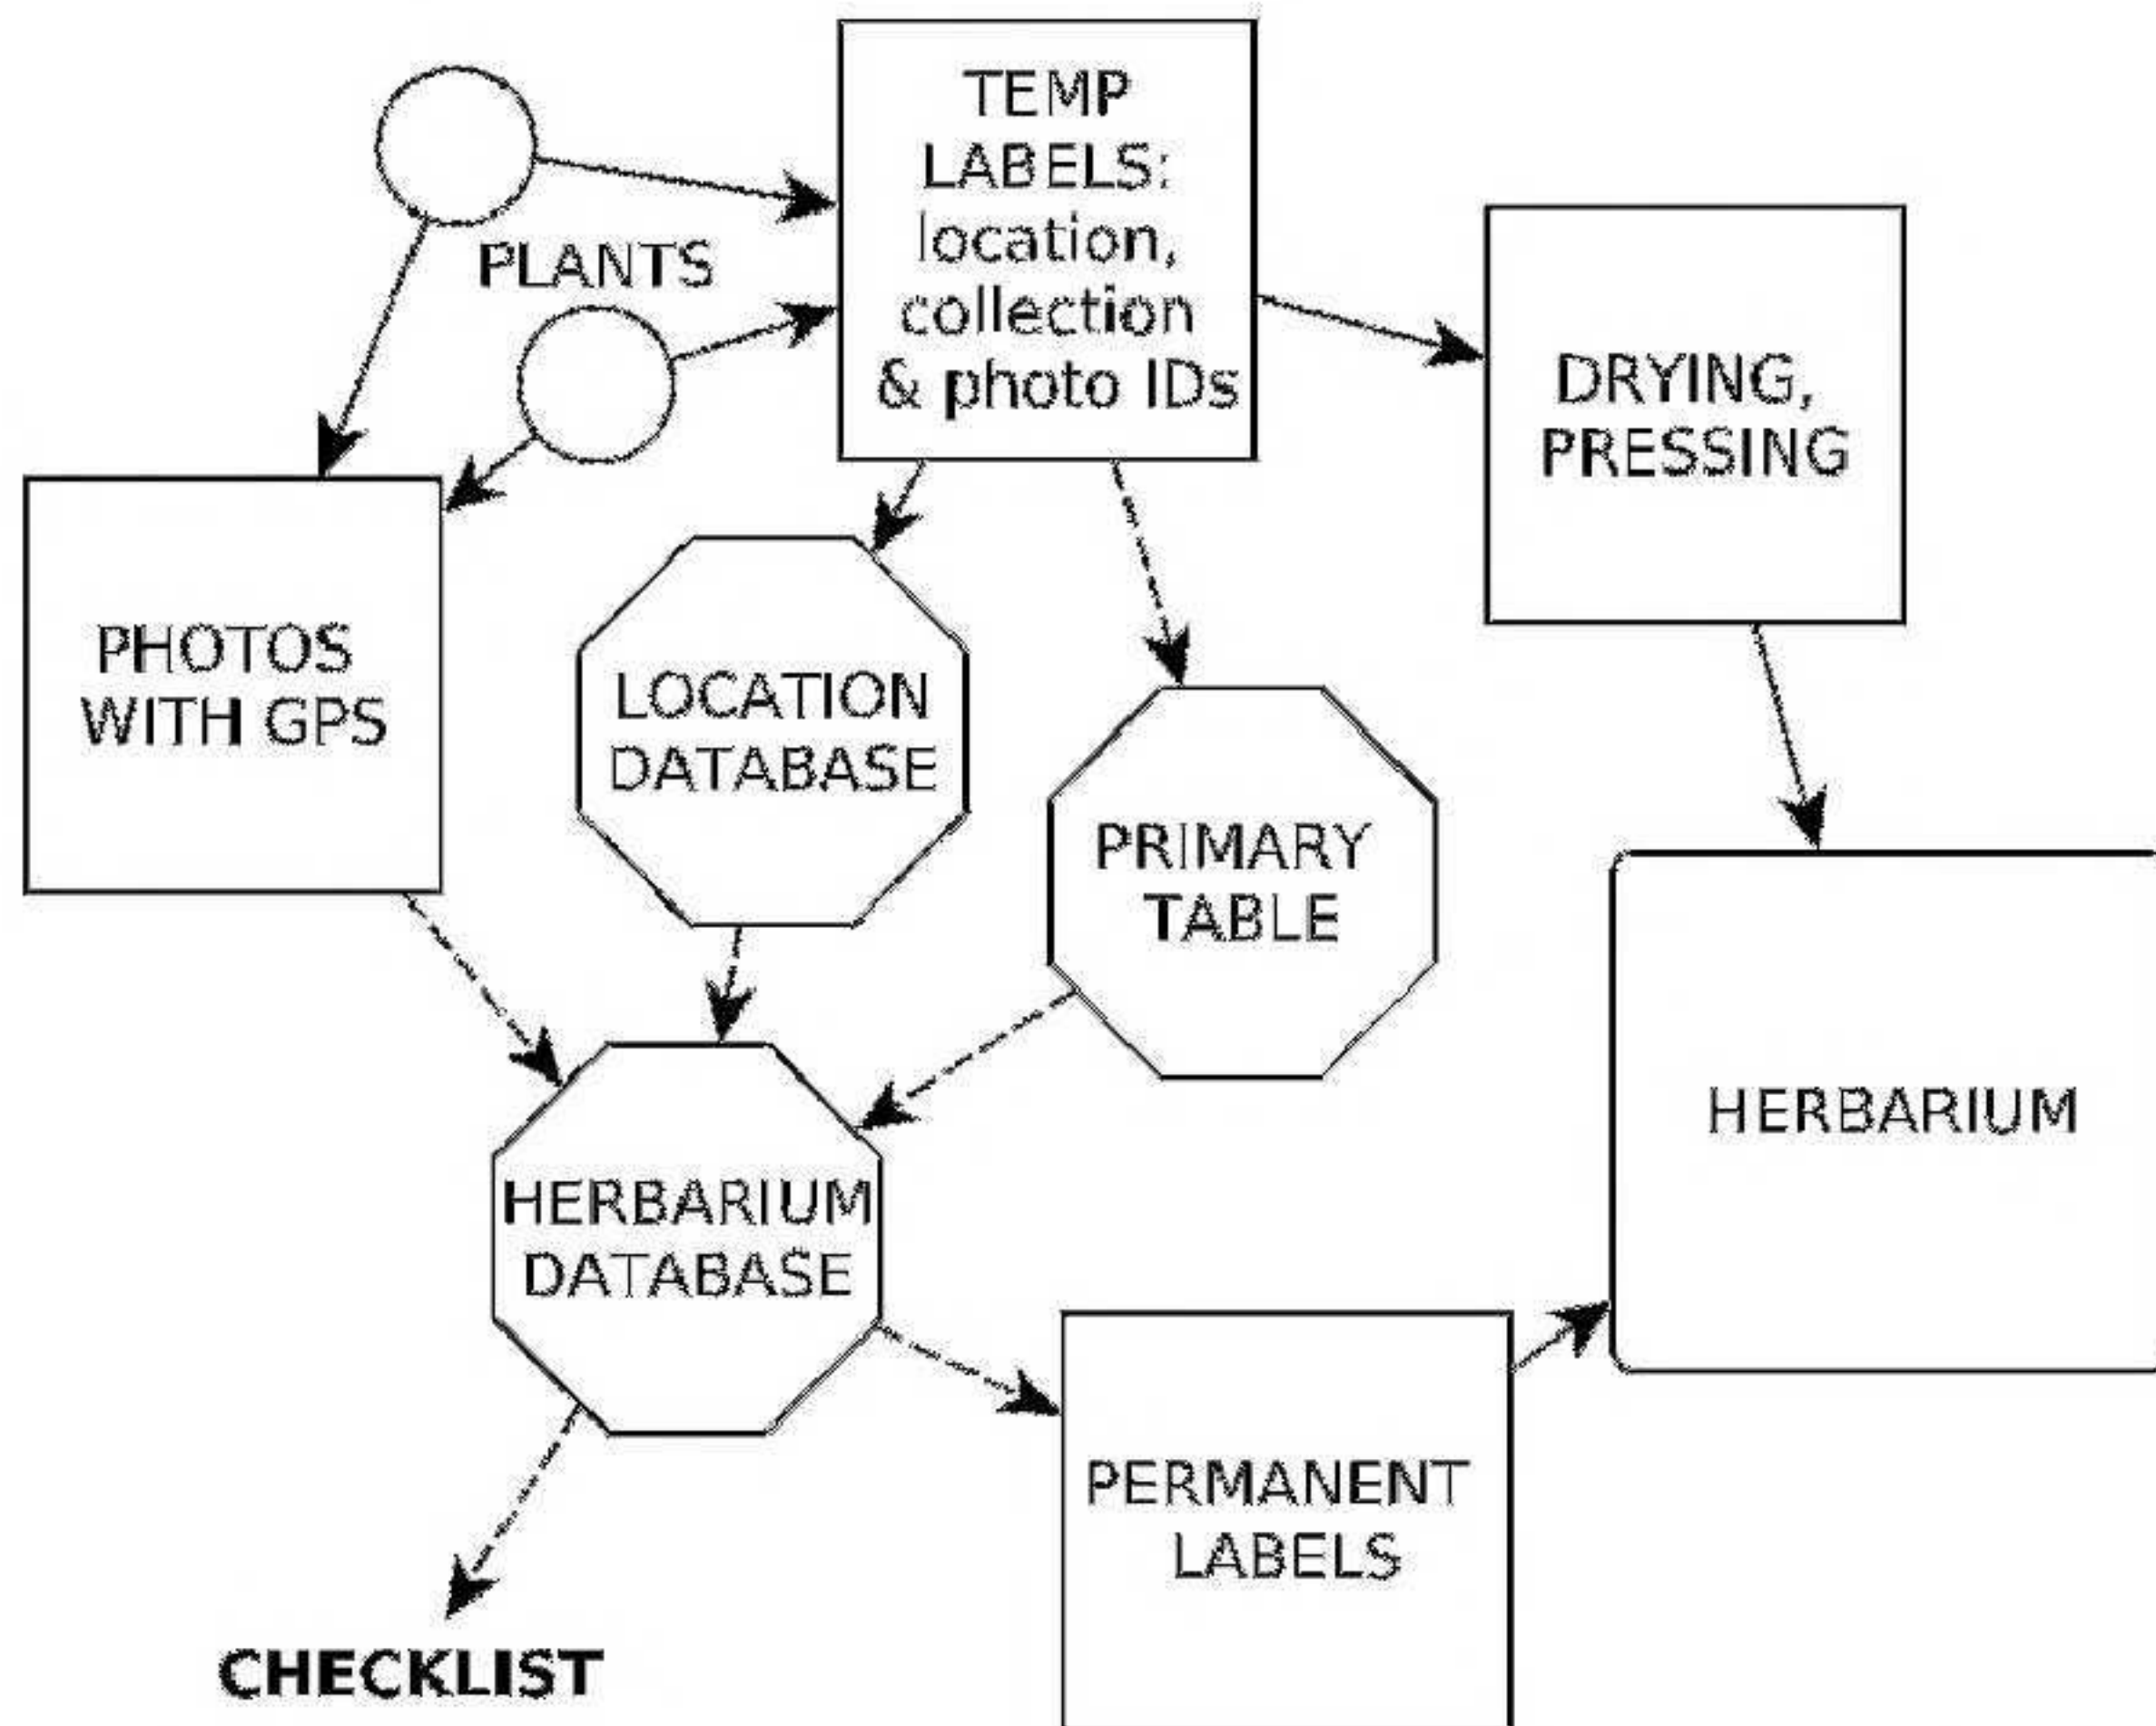 TEMP
LABELS:
location,
collection
& photo IDs
PLANTS
DRYING,
PRESSING
PHOTOS
WITH GPS
LOCATION
DATABASE
PRIMARY
TABLE
HERBARIUM
HERBARIUM
DATABASE
PERMANENT
LABELS
CHECKLIST